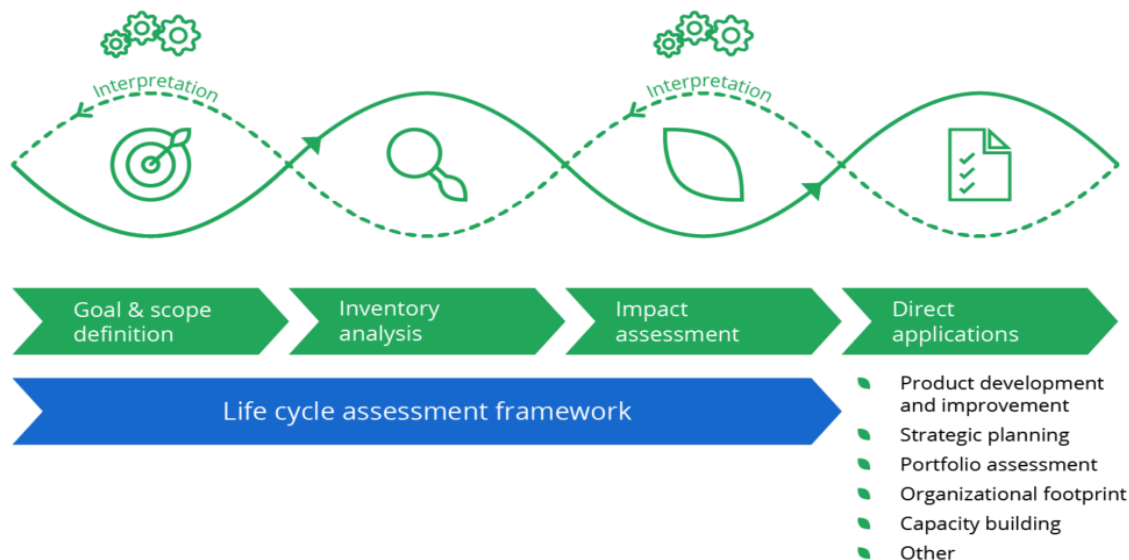 Interpretation
Interpretation
Goal & scope
definition
Inventory
analysis
Impact
assessment
Direct
applications
Life cycle assessment framework
Product development
and improvement
Strategic planning
Portfolio assessment
Organizational footprint
Capacity building
Other